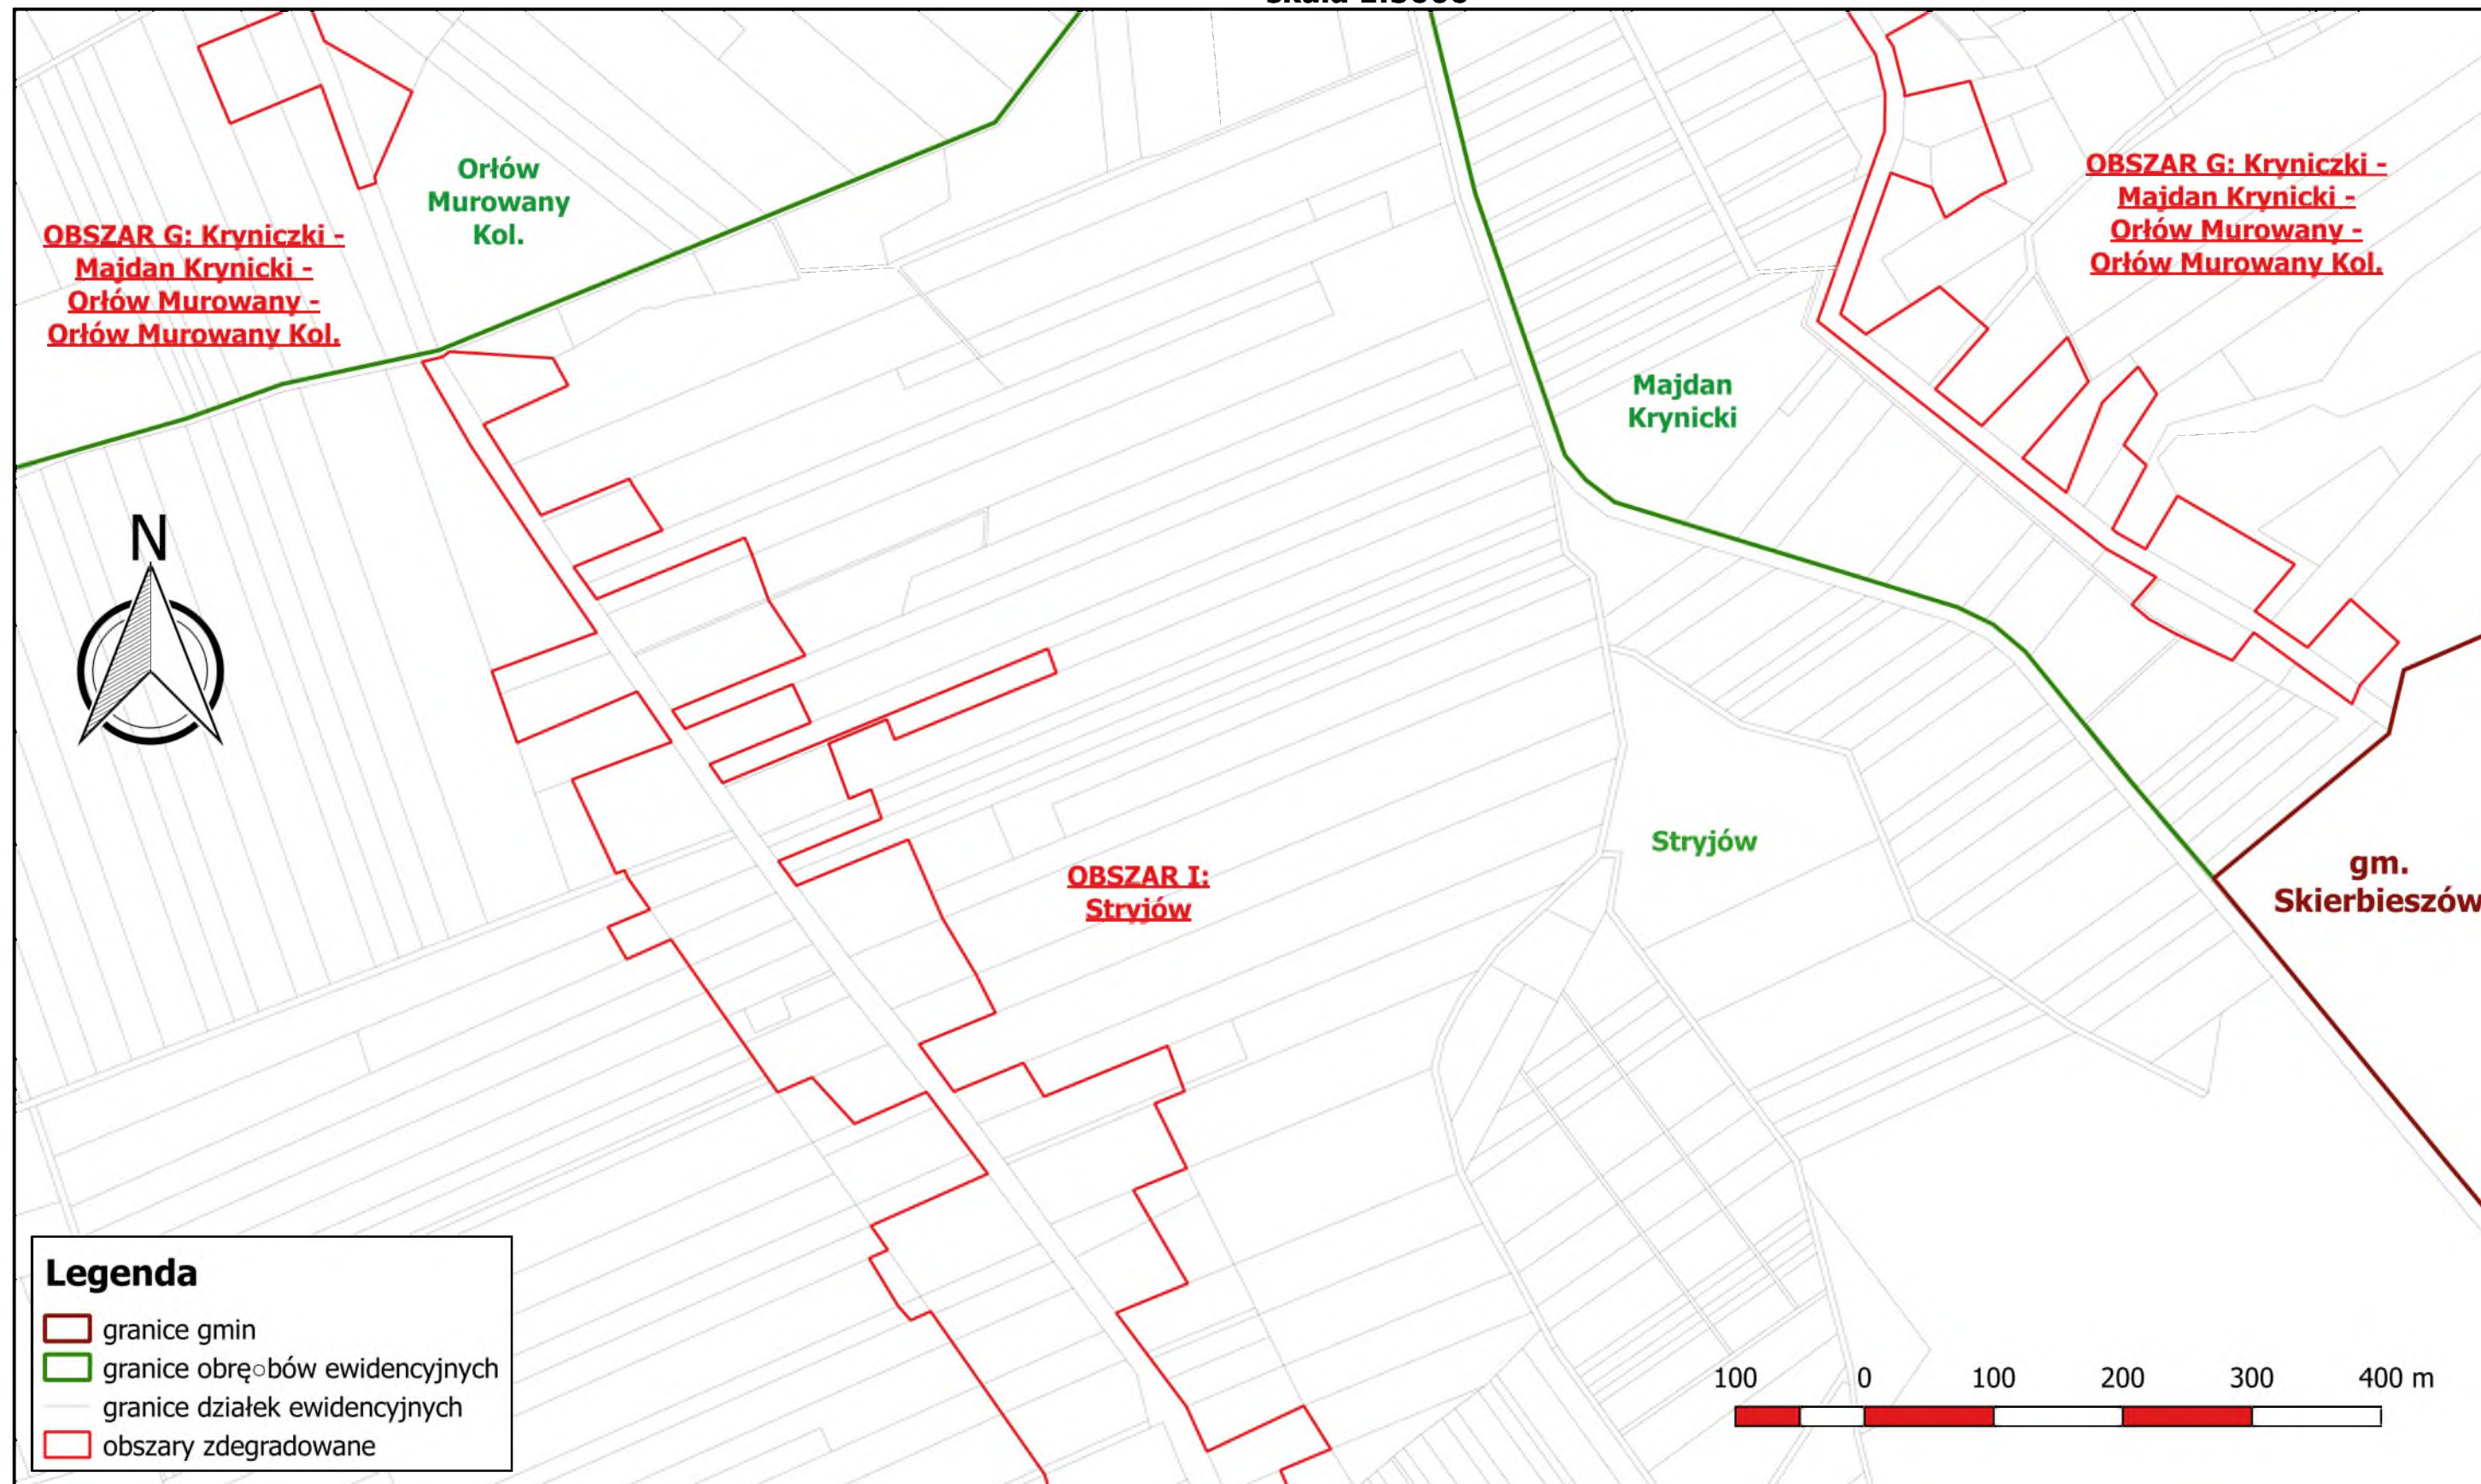 Orłów
Murowany
Kol.
OBSZAR G: Kryniczki -
Majdan Krynicki -
Orłów Murowany -
Orłów Murowany Kol.
OBSZAR G: Kryniczki -
Majdan Krynicki -
Orłów Murowany -
Orłów Murowany Kol.
Majdan
Krynicki
N
Stryjów
OBSZAR I:
Stryjów
gm.
Skierbieszów
Legenda
granice gmin
granice obrę○bów ewidencyjnych
granice działek ewidencyjnych
obszary zdegradowane
100 0 100 200 300 400 m